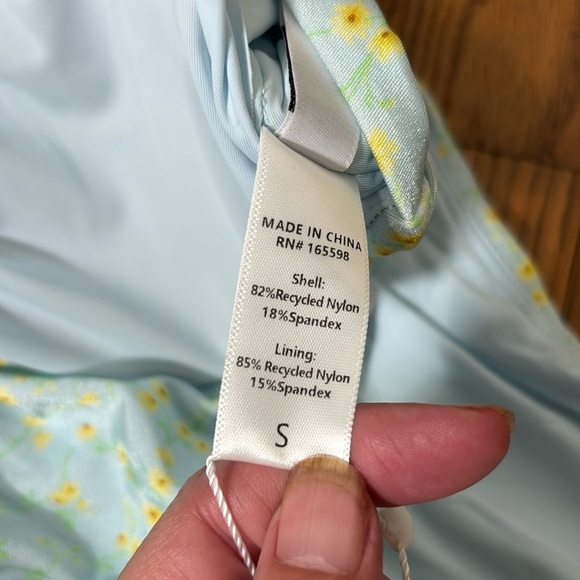 MADE IN CHINA
RN# 165598
Shell:
82%Recycled Nylon
18%Spandex
Lining:
85% Recycled Nylon
15%Spandex
S